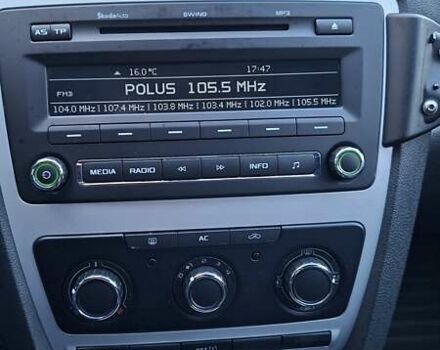 ŠkodaAuto SWING MP3
AS TP
16.0°C 17:47
FM3 POLUS 105.5 MHz
104.0 MHz|107.4 MHz|103.8 MHz|103.4 MHz|102.0 MHz|105.5 MHz
MEDIA RADIO INFO
AC